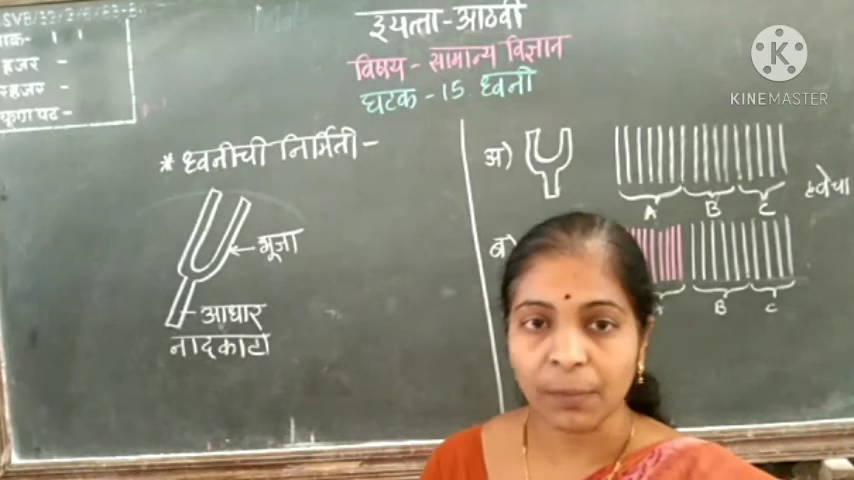 इयत्ता - आठवी
विषय - सामान्य विज्ञान
घटक - 15 ध्वनी
हजर -
* ध्वनीची निर्मिती -
भूजा
आधार
नादकाटा
अ)
A B C
हवेचा
ब)
B C
KINEMASTER